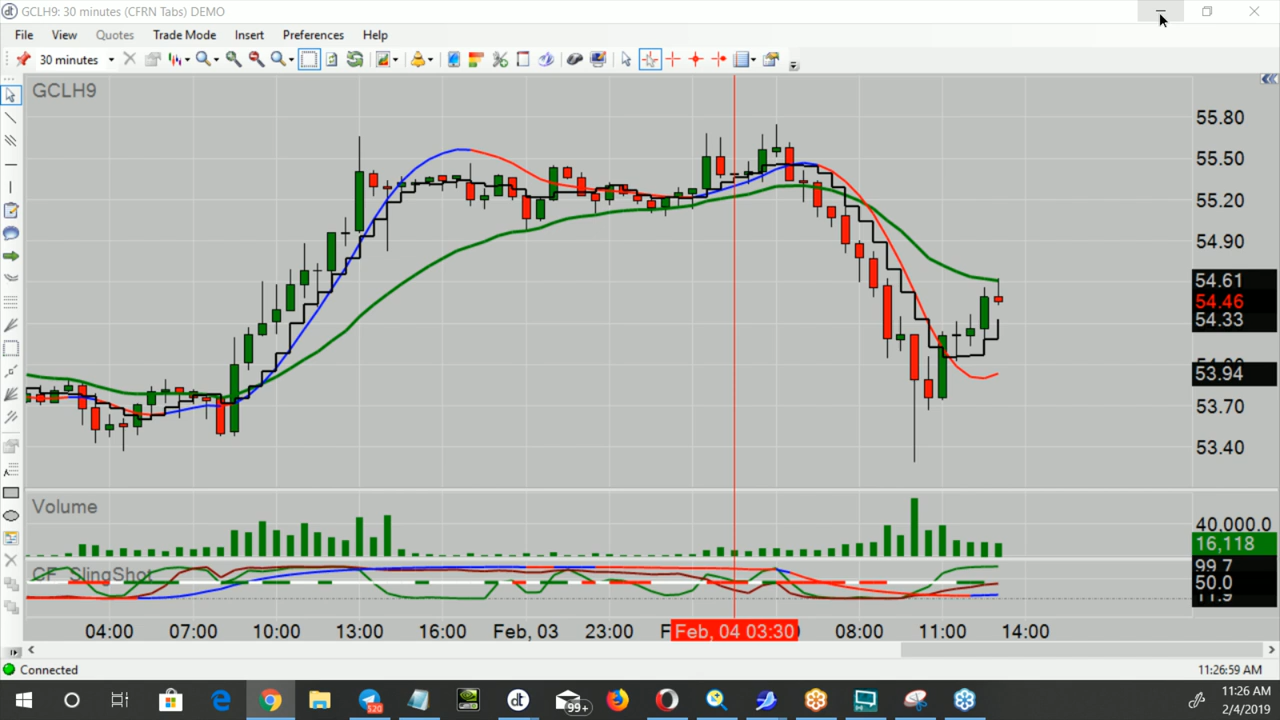 GCLH9: 30 minutes (CFRN Tabs) DEMO
File View Quotes Trade Mode Insert Preferences Help
30 minutes
GCLH9
55.80
55.50
55.20
54.90
54.61
54.46
54.33
53.94
53.70
53.40
Volume
40,000.0
16,118
CF SlingShot
99.7
50.0
11.9
04:00 07:00 10:00 13:00 16:00 Feb, 03 23:00 Feb, 04 03:30 08:00 11:00 14:00
Connected
11:26:59 AM
dt
520
99+
11:26 AM
2/4/2019